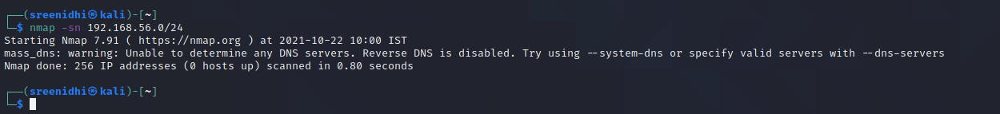 ┌──(sreenidhi㉿kali)-[~]
└─$ nmap -sn 192.168.56.0/24
Starting Nmap 7.91 ( https://nmap.org ) at 2021-10-22 10:00 IST
mass_dns: warning: Unable to determine any DNS servers. Reverse DNS is disabled. Try using --system-dns or specify valid servers with --dns-servers
Nmap done: 256 IP addresses (0 hosts up) scanned in 0.80 seconds
┌──(sreenidhi㉿kali)-[~]
└─$